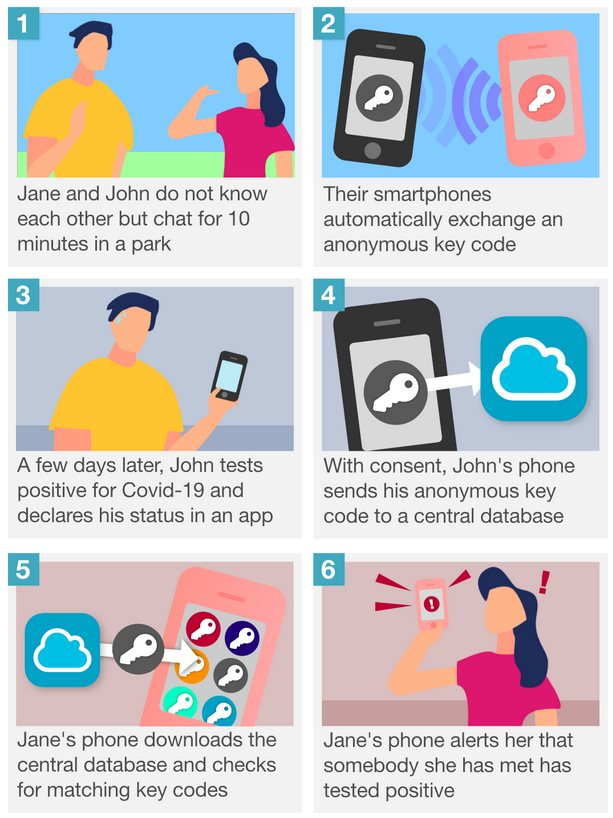 1
Jane and John do not know
each other but chat for 10
minutes in a park
2
Their smartphones
automatically exchange an
anonymous key code
3
A few days later, John tests
positive for Covid-19 and
declares his status in an app
4
With consent, John's phone
sends his anonymous key
code to a central database
5
Jane's phone downloads the
central database and checks
for matching key codes
6
!
!
Jane's phone alerts her that
somebody she has met has
tested positive